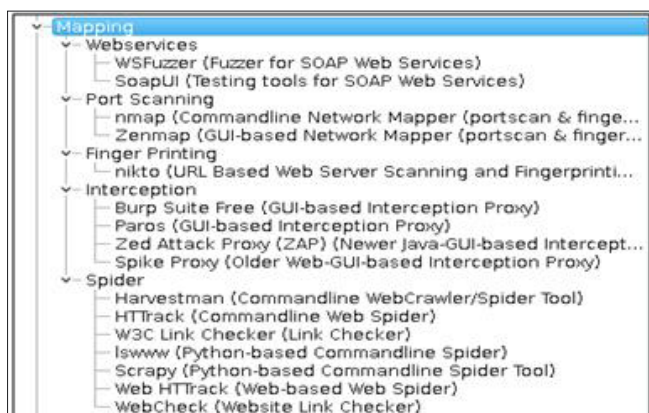 Mapping
Webservices
WSFuzzer (Fuzzer for SOAP Web Services)
SoapUI (Testing tools for SOAP Web Services)
Port Scanning
nmap (Commandline Network Mapper (portscan & finge...
Zenmap (GUI-based Network Mapper (portscan & finger...
Finger Printing
nikto (URL Based Web Server Scanning and Fingerprinti...
Interception
Burp Suite Free (GUI-based Interception Proxy)
Paros (GUI-based Interception Proxy)
Zed Attack Proxy (ZAP) (Newer Java-GUI-based Intercept...
Spike Proxy (Older Web-GUI-based Interception Proxy)
Spider
Harvestman (Commandline WebCrawler/Spider Tool)
HTTrack (Commandline Web Spider)
W3C Link Checker (Link Checker)
lswww (Python-based Commandline Spider)
Scrapy (Python-based Commandline Spider Tool)
Web HTTrack (Web-based Web Spider)
WebCheck (Website Link Checker)